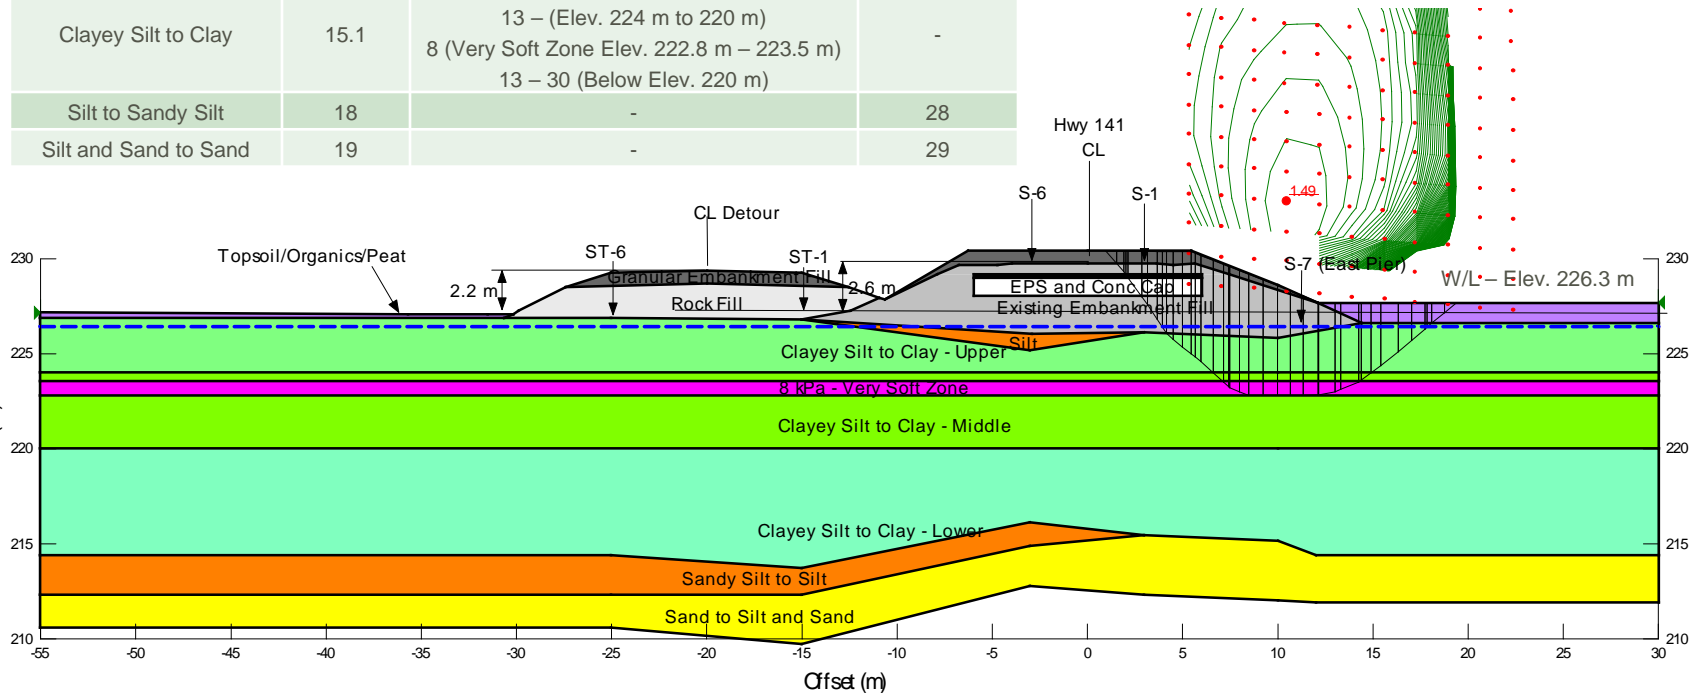 13 – (Elev. 224 m to 220 m)
Clayey Silt to Clay 15.1 8 (Very Soft Zone Elev. 222.8 m – 223.5 m) -
13 – 30 (Below Elev. 220 m)
Silt to Sandy Silt 18 - 28
Silt and Sand to Sand 19 - 29
Hwy 141
CL
1.49
S-6
S-1
CL Detour
Topsoil/Organics/Peat
ST-6
ST-1
S-7 (East Pier)
230
230
W/L – Elev. 226.3 m
Granular Embankment Fill
2.2 m
2.6 m
EPS and Conc Cap
Rock Fill
Existing Embankment Fill
Silt
225
Clayey Silt to Clay - Upper
225
8 kPa - Very Soft Zone
Clayey Silt to Clay - Middle
220
220
Clayey Silt to Clay - Lower
215
215
Sandy Silt to Silt
Sand to Silt and Sand
210
210
-55 -50 -45 -40 -35 -30 -25 -20 -15 -10 -5 0 5 10 15 20 25 30
Offset (m)